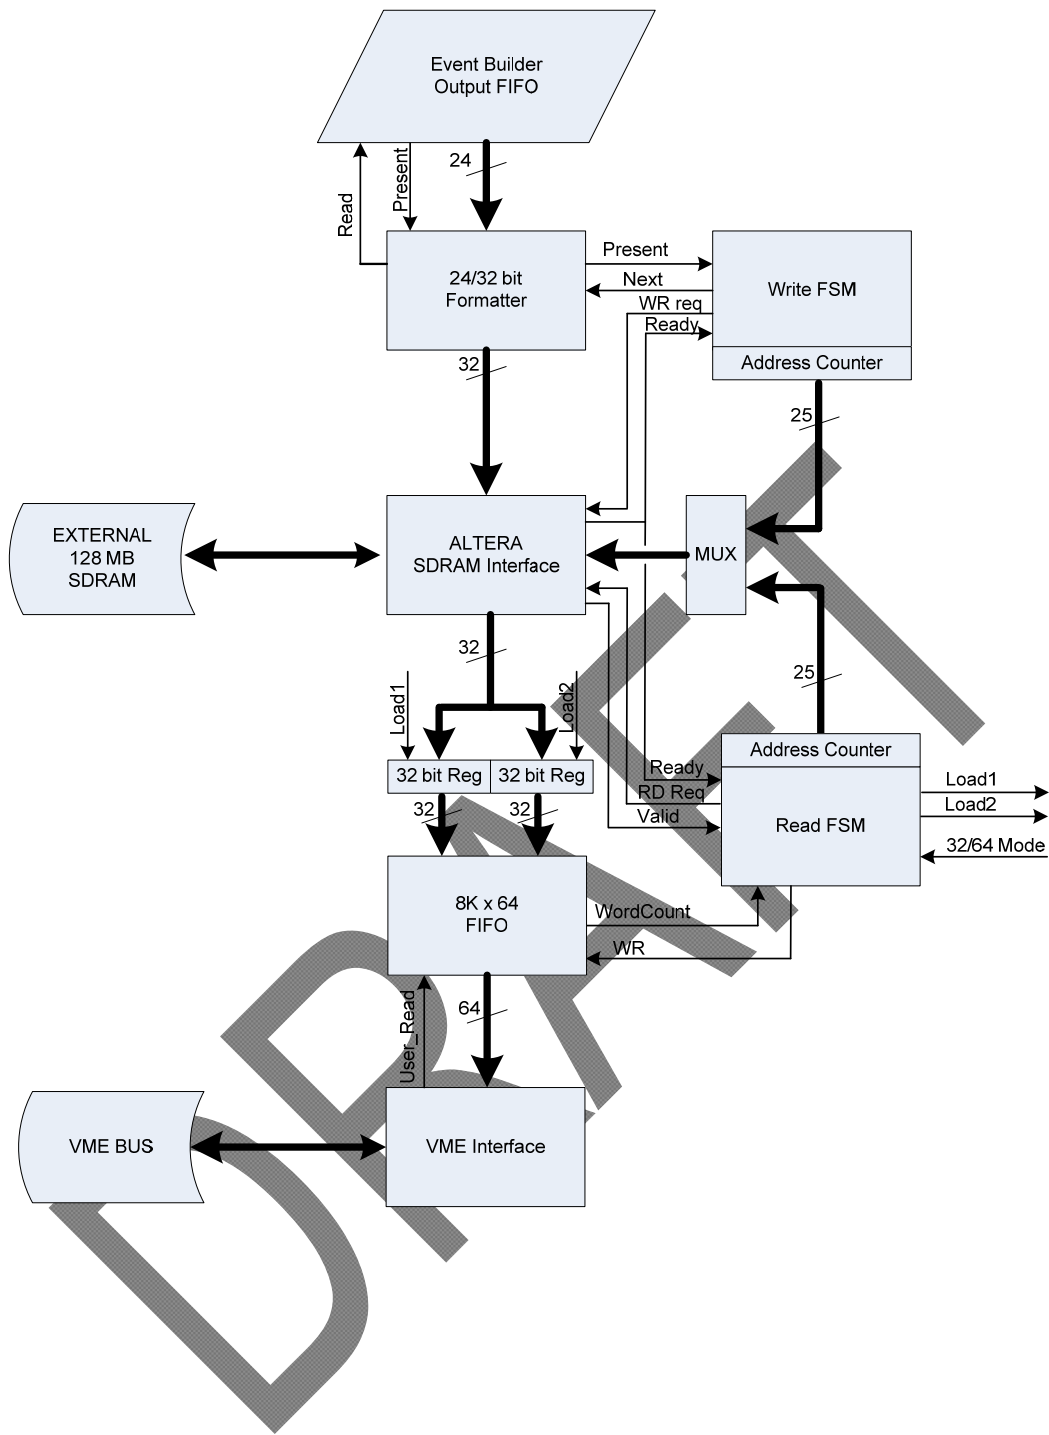 Event Builder
Output FIFO
24
Present
Read
24/32 bit
Formatter
Present
Next
WR req
Ready
Write FSM
Address Counter
32
25
EXTERNAL
128 MB
SDRAM
ALTERA
SDRAM Interface
MUX
32
25
Load1
Load2
32 bit Reg
32 bit Reg
Address Counter
Read FSM
Ready
RD Req
Valid
Load1
Load2
32/64 Mode
32
32
8K x 64
FIFO
WordCount
WR
User_Read
64
VME BUS
VME Interface
DRAFT